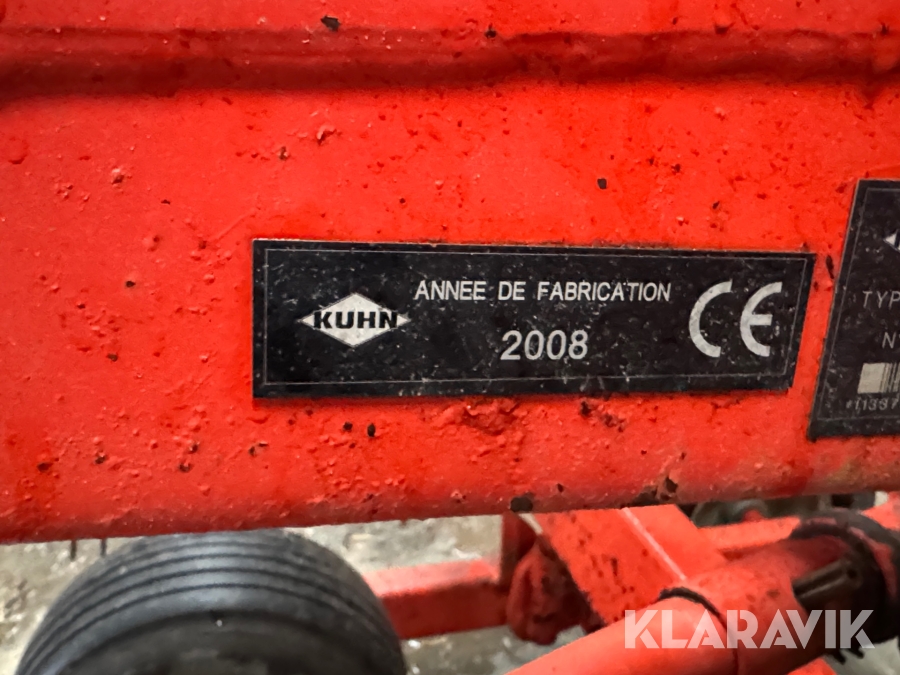 KUHN
ANNEE DE FABRICATION
2008
CE
TYP
N
KLARAVIK